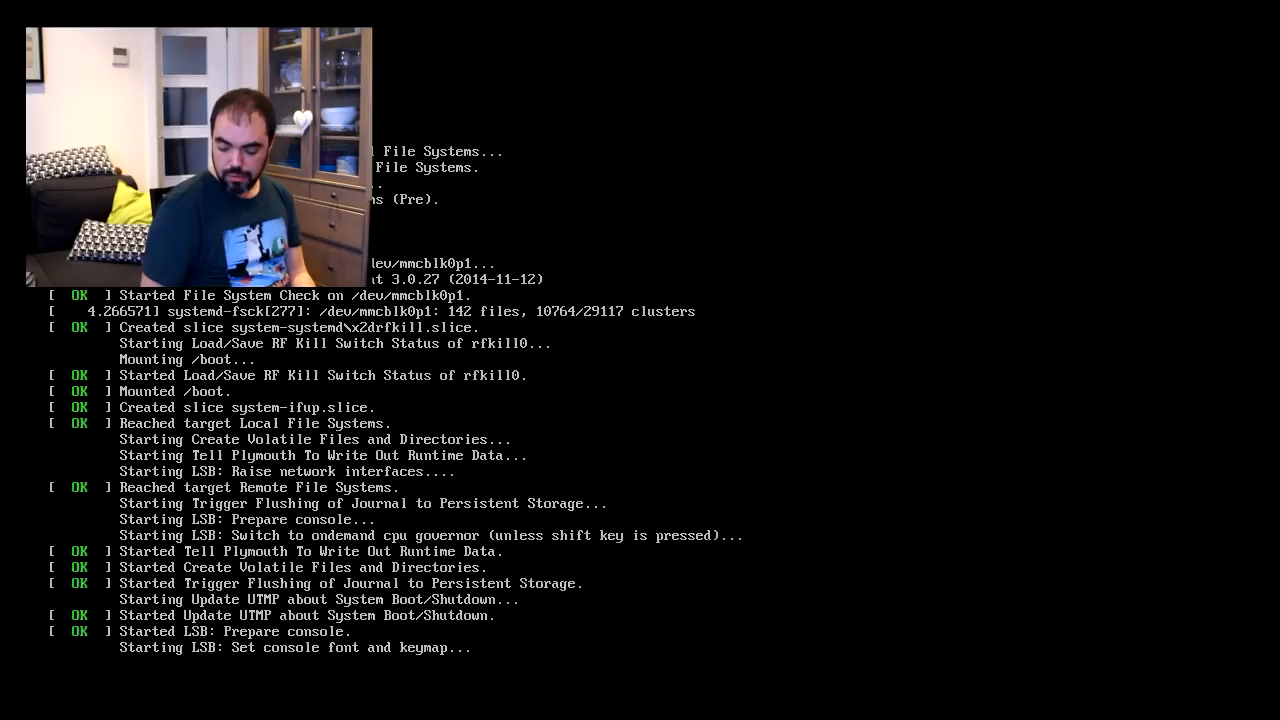 l File Systems...
File Systems.
..
ms (Pre).
dev/mmcblk0p1...
at 3.0.27 (2014-11-12)
[  OK  ] Started File System Check on /dev/mmcblk0p1.
[    4.266571] systemd-fsck[277]: /dev/mmcblk0p1: 142 files, 10764/29117 clusters
[  OK  ] Created slice system-systemd\x2drfkill.slice.
Starting Load/Save RF Kill Switch Status of rfkill0...
Mounting /boot...
[  OK  ] Started Load/Save RF Kill Switch Status of rfkill0.
[  OK  ] Mounted /boot.
[  OK  ] Created slice system-ifup.slice.
[  OK  ] Reached target Local File Systems.
Starting Create Volatile Files and Directories...
Starting Tell Plymouth To Write Out Runtime Data...
Starting LSB: Raise network interfaces....
[  OK  ] Reached target Remote File Systems.
Starting Trigger Flushing of Journal to Persistent Storage...
Starting LSB: Prepare console...
Starting LSB: Switch to ondemand cpu governor (unless shift key is pressed)...
[  OK  ] Started Tell Plymouth To Write Out Runtime Data.
[  OK  ] Started Create Volatile Files and Directories.
[  OK  ] Started Trigger Flushing of Journal to Persistent Storage.
Starting Update UTMP about System Boot/Shutdown...
[  OK  ] Started Update UTMP about System Boot/Shutdown.
[  OK  ] Started LSB: Prepare console.
Starting LSB: Set console font and keymap...